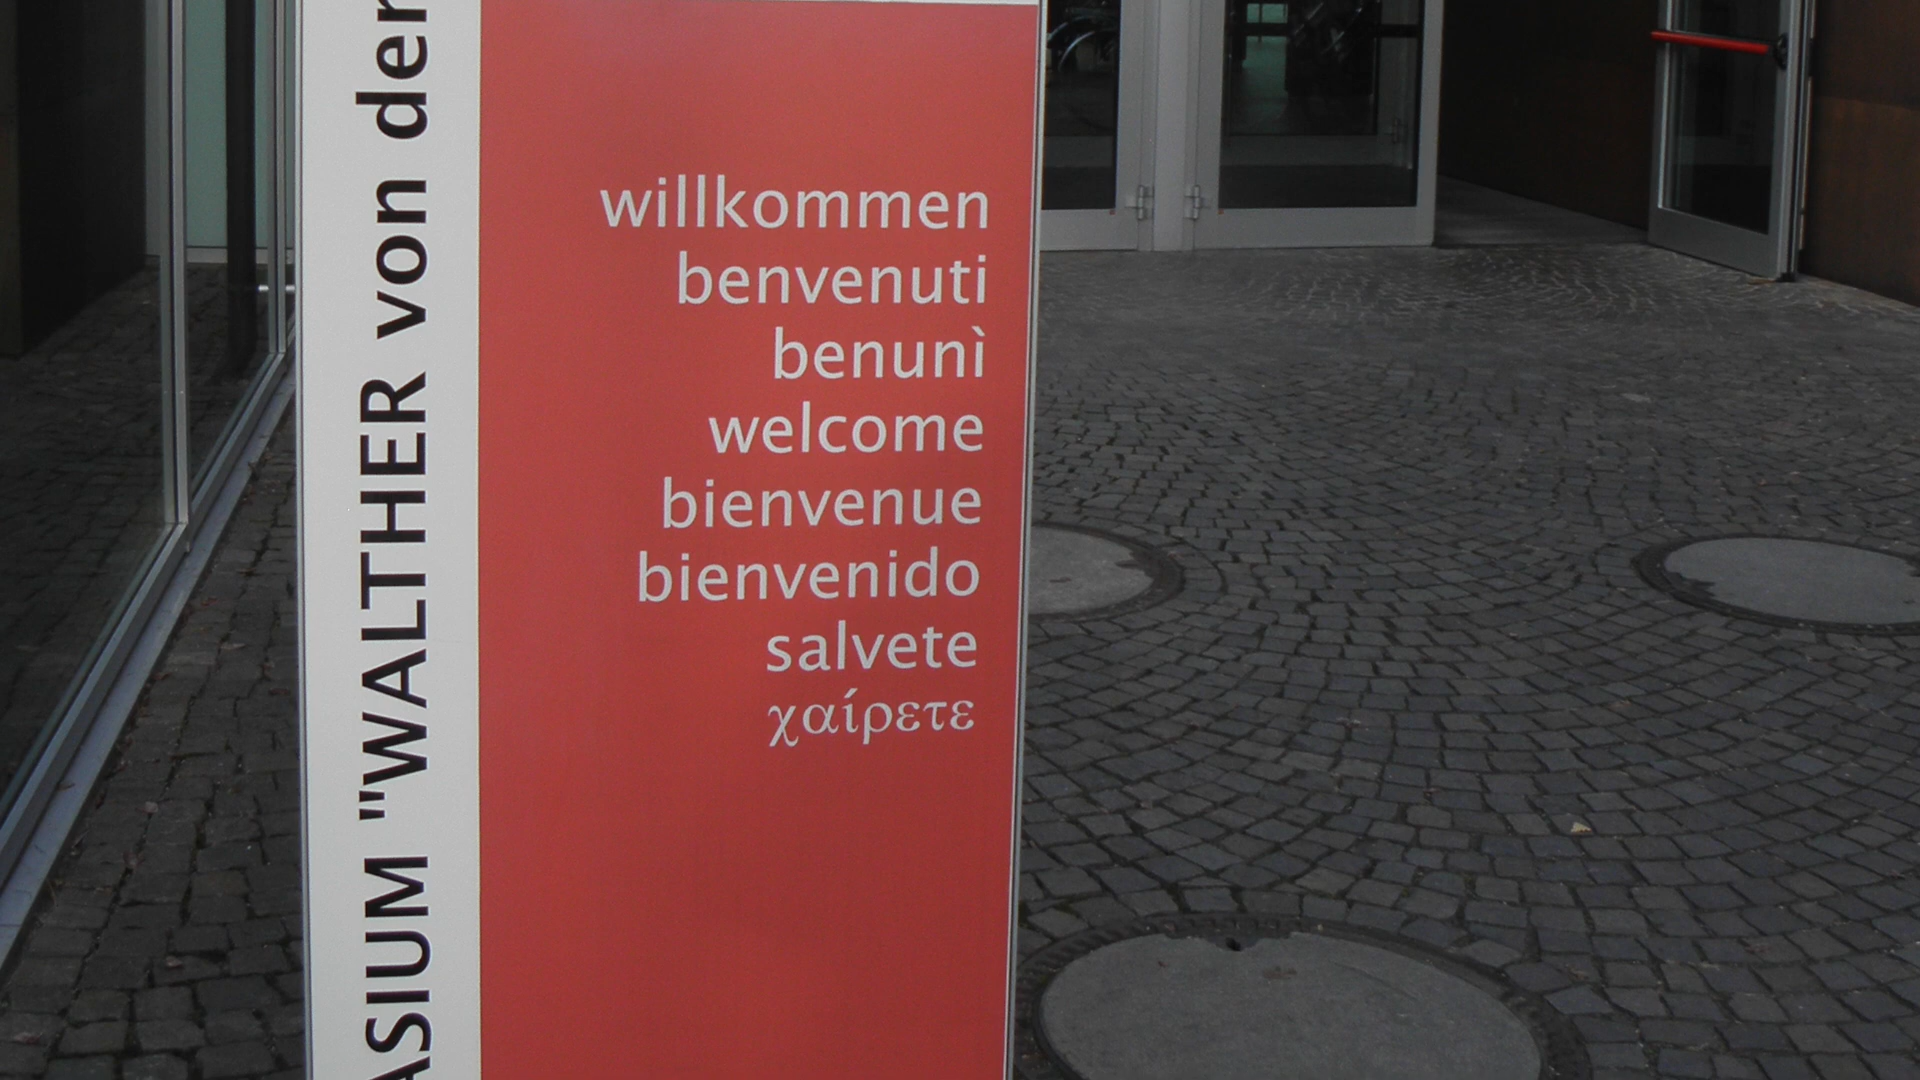 ASIUM "WALTHER von der
willkommen
benvenuti
benunì
welcome
bienvenue
bienvenido
salvete
χαίρετε